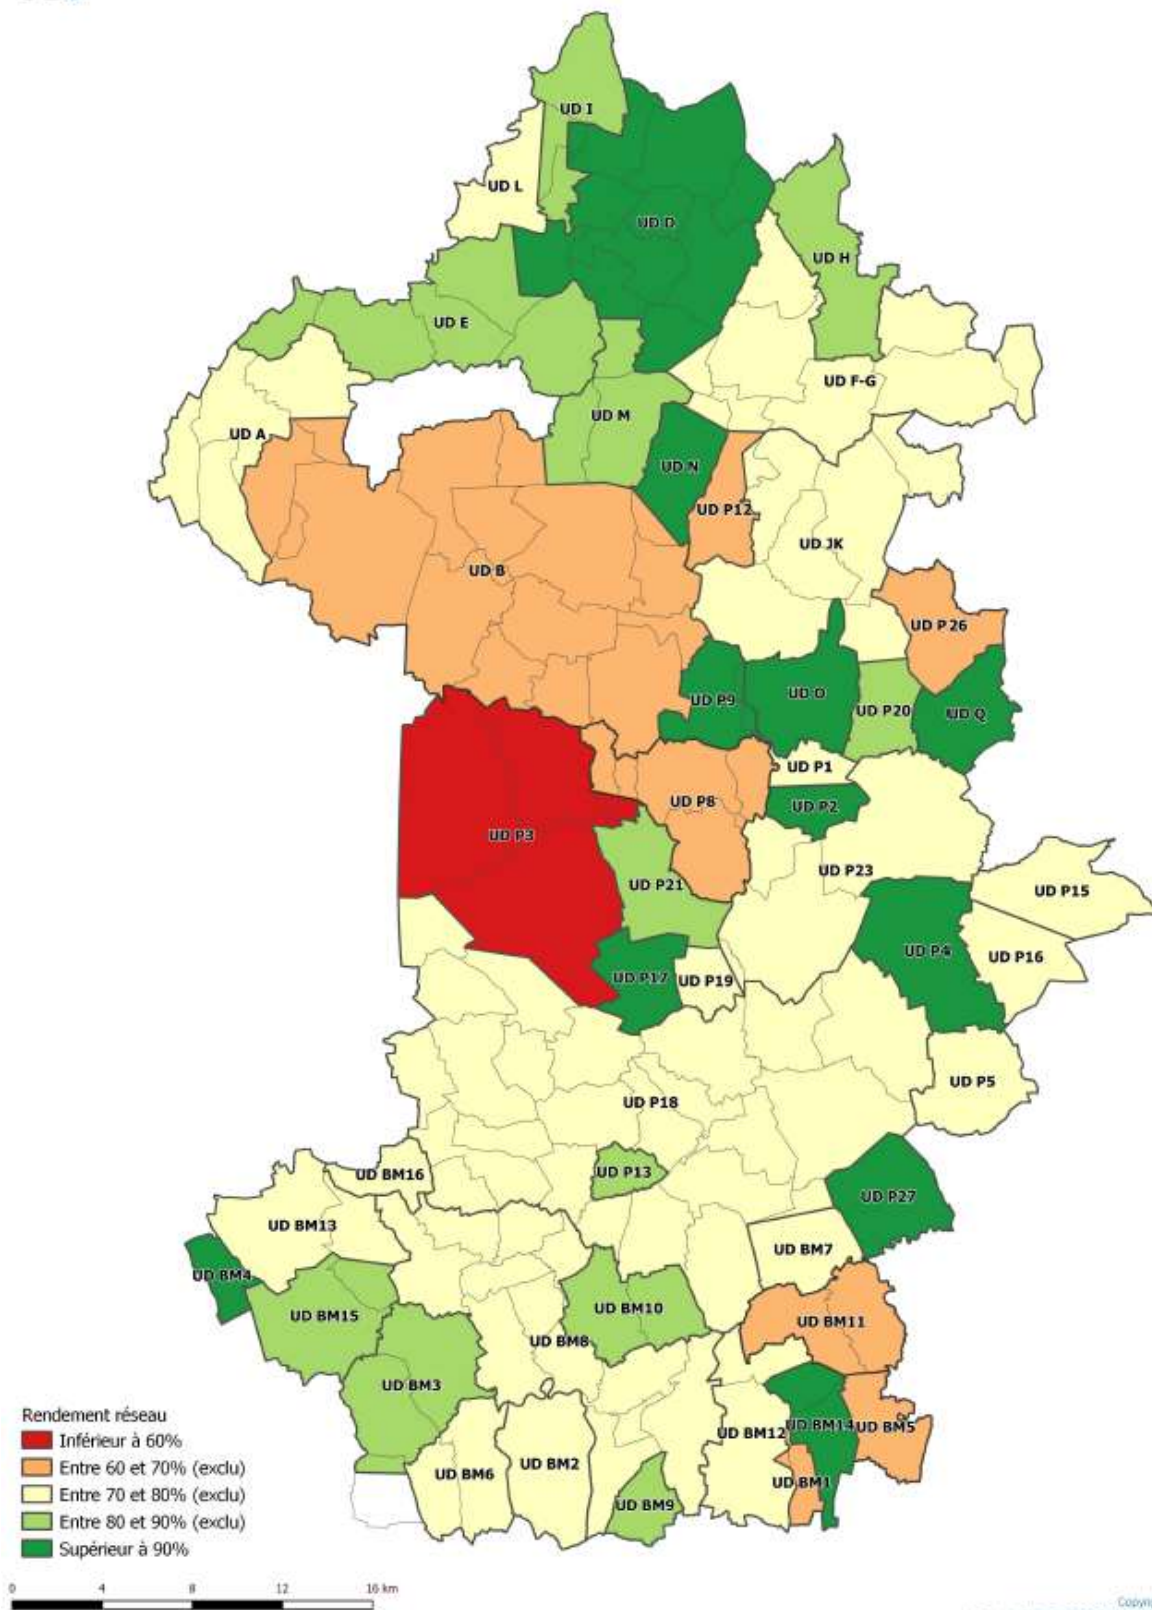 UD I
UD L
UD D
UD H
UD E
UD F-G
UD M
UD A
UD N
UD P12
UD JK
UD B
UD P26
UD P9
UD O
UD P20
UD Q
UD P1
UD P8
UD P2
UD P3
UD P23
UD P21
UD P15
UD P4
UD P16
UD P17
UD P19
UD P5
UD P18
UD P13
UD BM16
UD P27
UD BM13
UD BM7
UD BM4
UD BM15
UD BM10
UD BM11
UD BM8
UD BM3
UD BM12
UD BM14
UD BM5
UD BM6
UD BM2
UD BM1
UD BM9
Rendement réseau
Inférieur à 60%
Entre 60 et 70% (exclu)
Entre 70 et 80% (exclu)
Entre 80 et 90% (exclu)
Supérieur à 90%
0 4 8 12 16 km